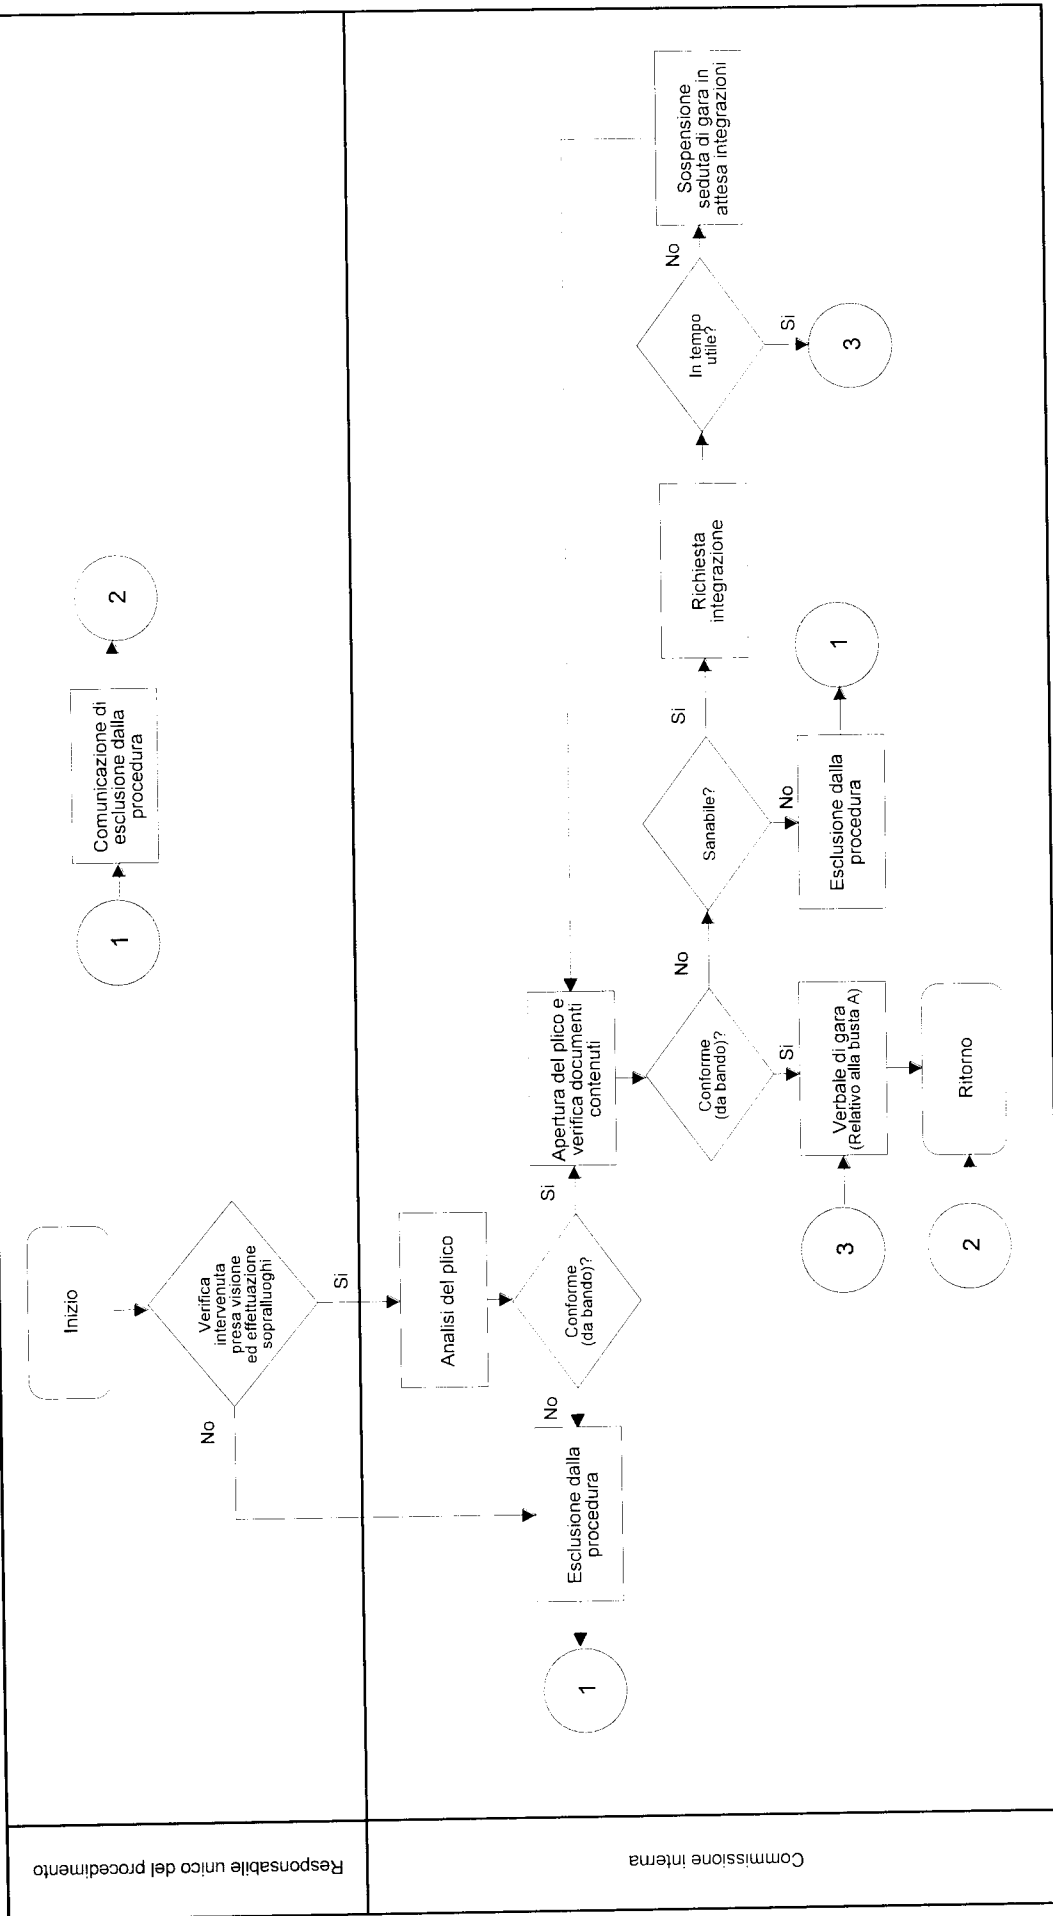 Responsabile unico del procedimento
Inizio
Verifica
intervenuta
presa visione
ed effettuazione
sopralluoghi
No
Si
1
Comunicazione di
esclusione dalla
procedura
2
Commissione interna
Analisi del plico
Conforme
(da bando)?
No
Si
Esclusione dalla
procedura
1
Apertura del plico e
verifica documenti
contenuti
Conforme
(da bando)?
No
Si
Sanabile?
Si
No
Richiesta
integrazione
In tempo
utile?
No
Si
Sospensione
seduta di gara in
attesa integrazioni
3
Esclusione dalla
procedura
1
3
Verbale di gara
(Relativo alla busta A)
2
Ritorno